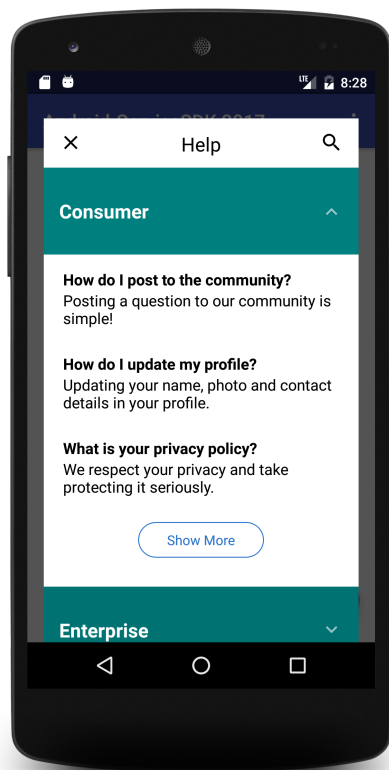 LTE 8:28
Help
Consumer
How do I post to the community?
Posting a question to our community is
simple!
How do I update my profile?
Updating your name, photo and contact
details in your profile.
What is your privacy policy?
We respect your privacy and take
protecting it seriously.
Show More
Enterprise